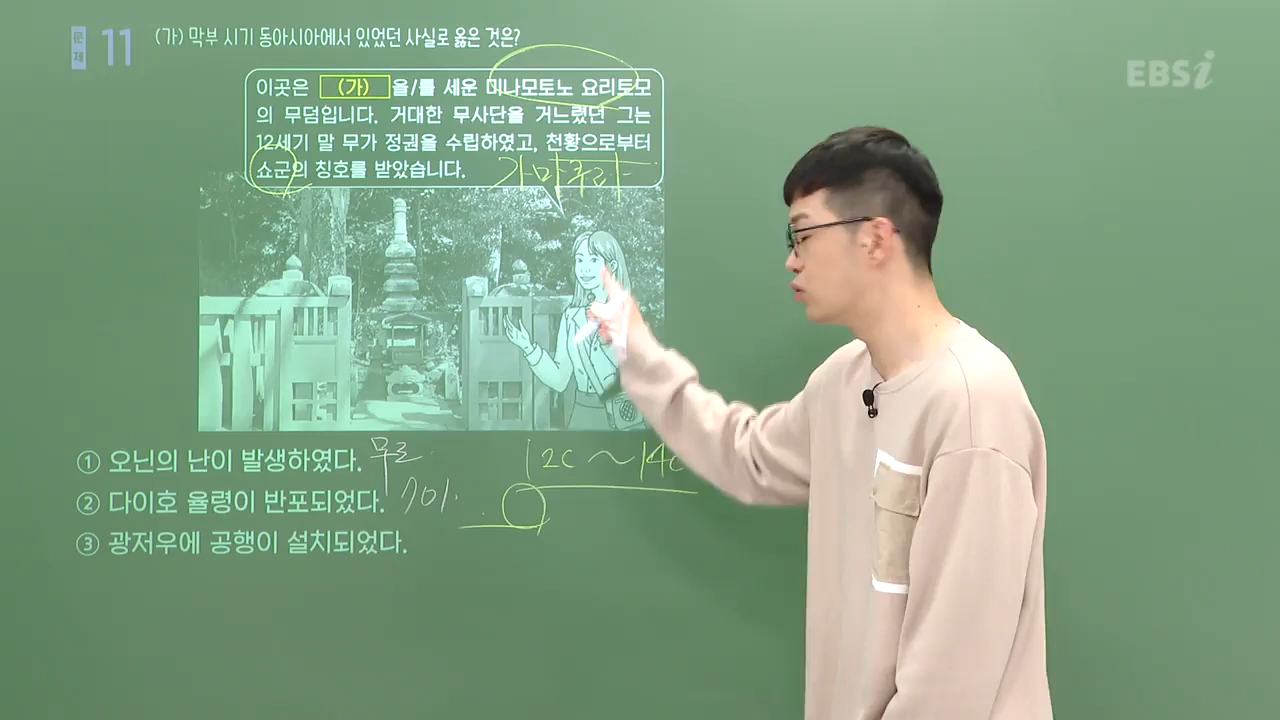 문제 11 (가) 막부 시기 동아시아에서 있었던 사실로 옳은 것은?
EBSi
이곳은 (가) 을/를 세운 미나모토노 요리토모
의 무덤입니다. 거대한 무사단을 거느렸던 그는
12세기 말 무가 정권을 수립하였고, 천황으로부터
쇼군의 칭호를 받았습니다.
가마쿠라
① 오닌의 난이 발생하였다. 무로
12C ~ 14C
② 다이호 율령이 반포되었다. 701.
③ 광저우에 공행이 설치되었다.